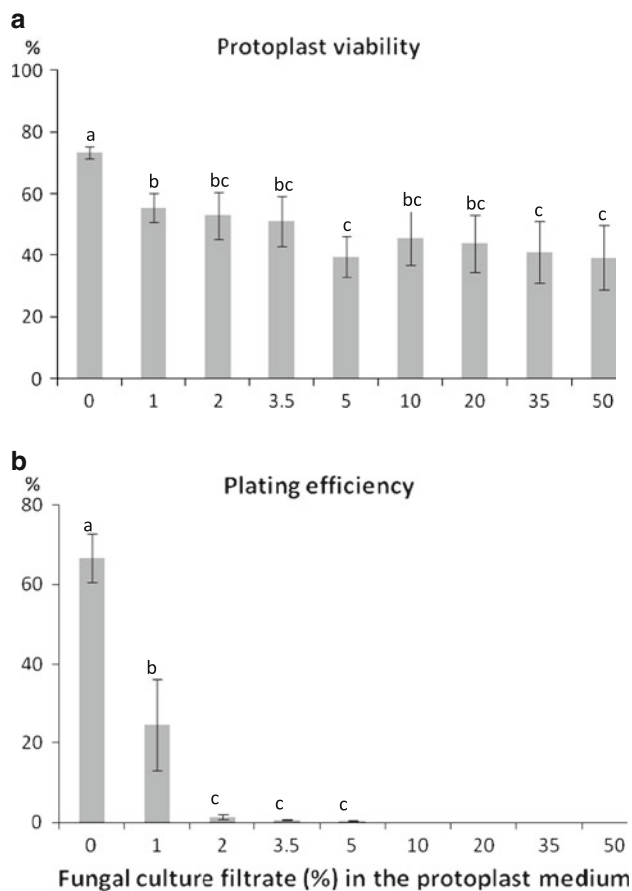 a
Protoplast viability
%
100
80
60
40
20
0
a
b
bc
bc
c
bc
bc
c
c
0 1 2 3.5 5 10 20 35 50
b
Plating efficiency
%
80
60
40
20
0
a
b
c
c
c
0 1 2 3.5 5 10 20 35 50
Fungal culture filtrate (%) in the protoplast medium